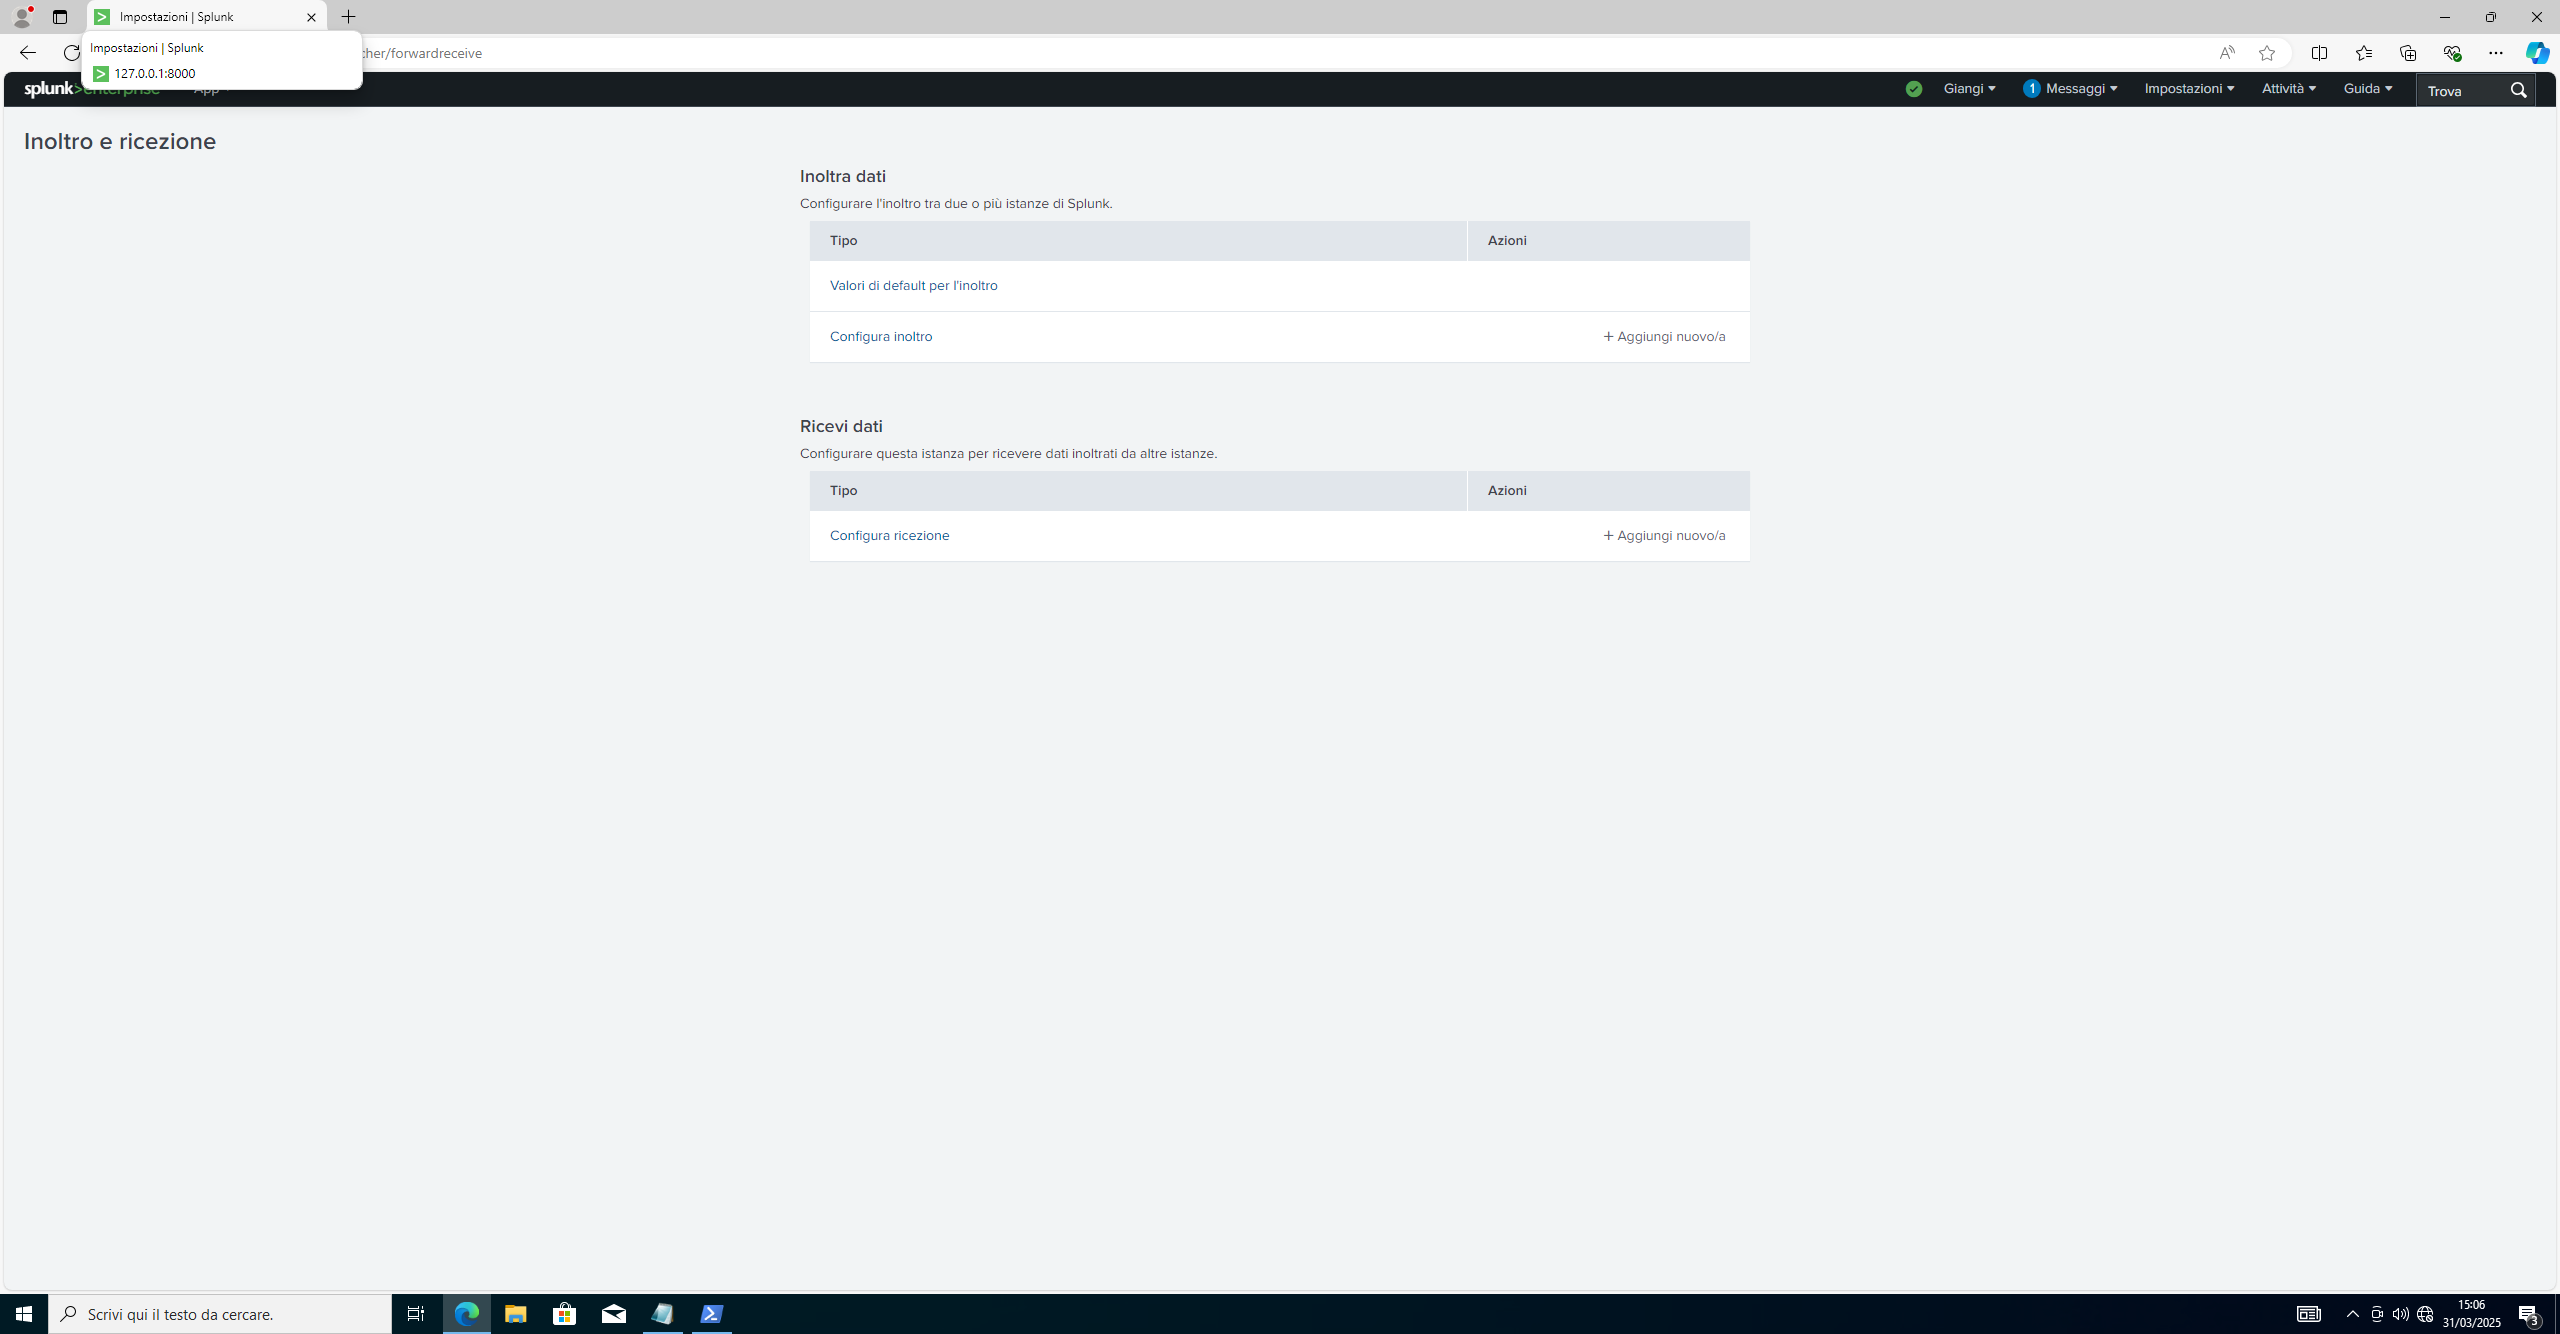 Impostazioni | Splunk
Impostazioni | Splunk
127.0.0.1:8000
her/forwardreceive
splunk>enterprise App
Giangi 1 Messaggi Impostazioni Attività Guida Trova
Inoltro e ricezione
Inoltra dati
Configurare l'inoltro tra due o più istanze di Splunk.
Tipo Azioni
Valori di default per l'inoltro
Configura inoltro + Aggiungi nuovo/a
Ricevi dati
Configurare questa istanza per ricevere dati inoltrati da altre istanze.
Tipo Azioni
Configura ricezione + Aggiungi nuovo/a
Scrivi qui il testo da cercare.
15:06
31/03/2025
3